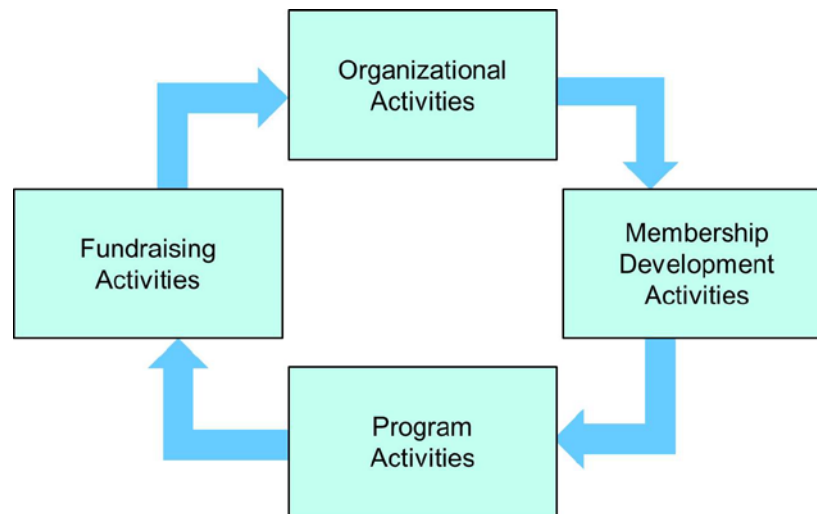 Organizational
Activities
Membership
Development
Activities
Program
Activities
Fundraising
Activities